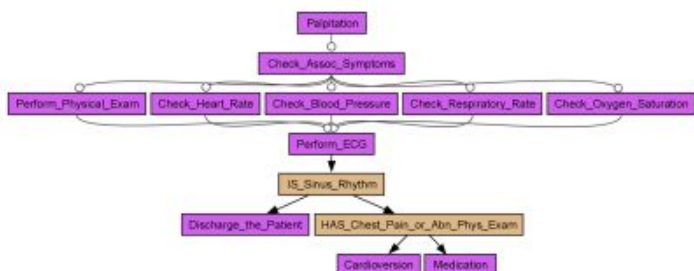 Palpitation
Check_Assoc_Symptoms
Perform_Physical_Exam Check_Heart_Rate Check_Blood_Pressure Check_Respiratory_Rate Check_Oxygen_Saturation
Perform_ECG
IS_Sinus_Rhythm
Discharge_the_Patient HAS_Chest_Pain_or_Abn_Phys_Exam
Cardioversion Medication